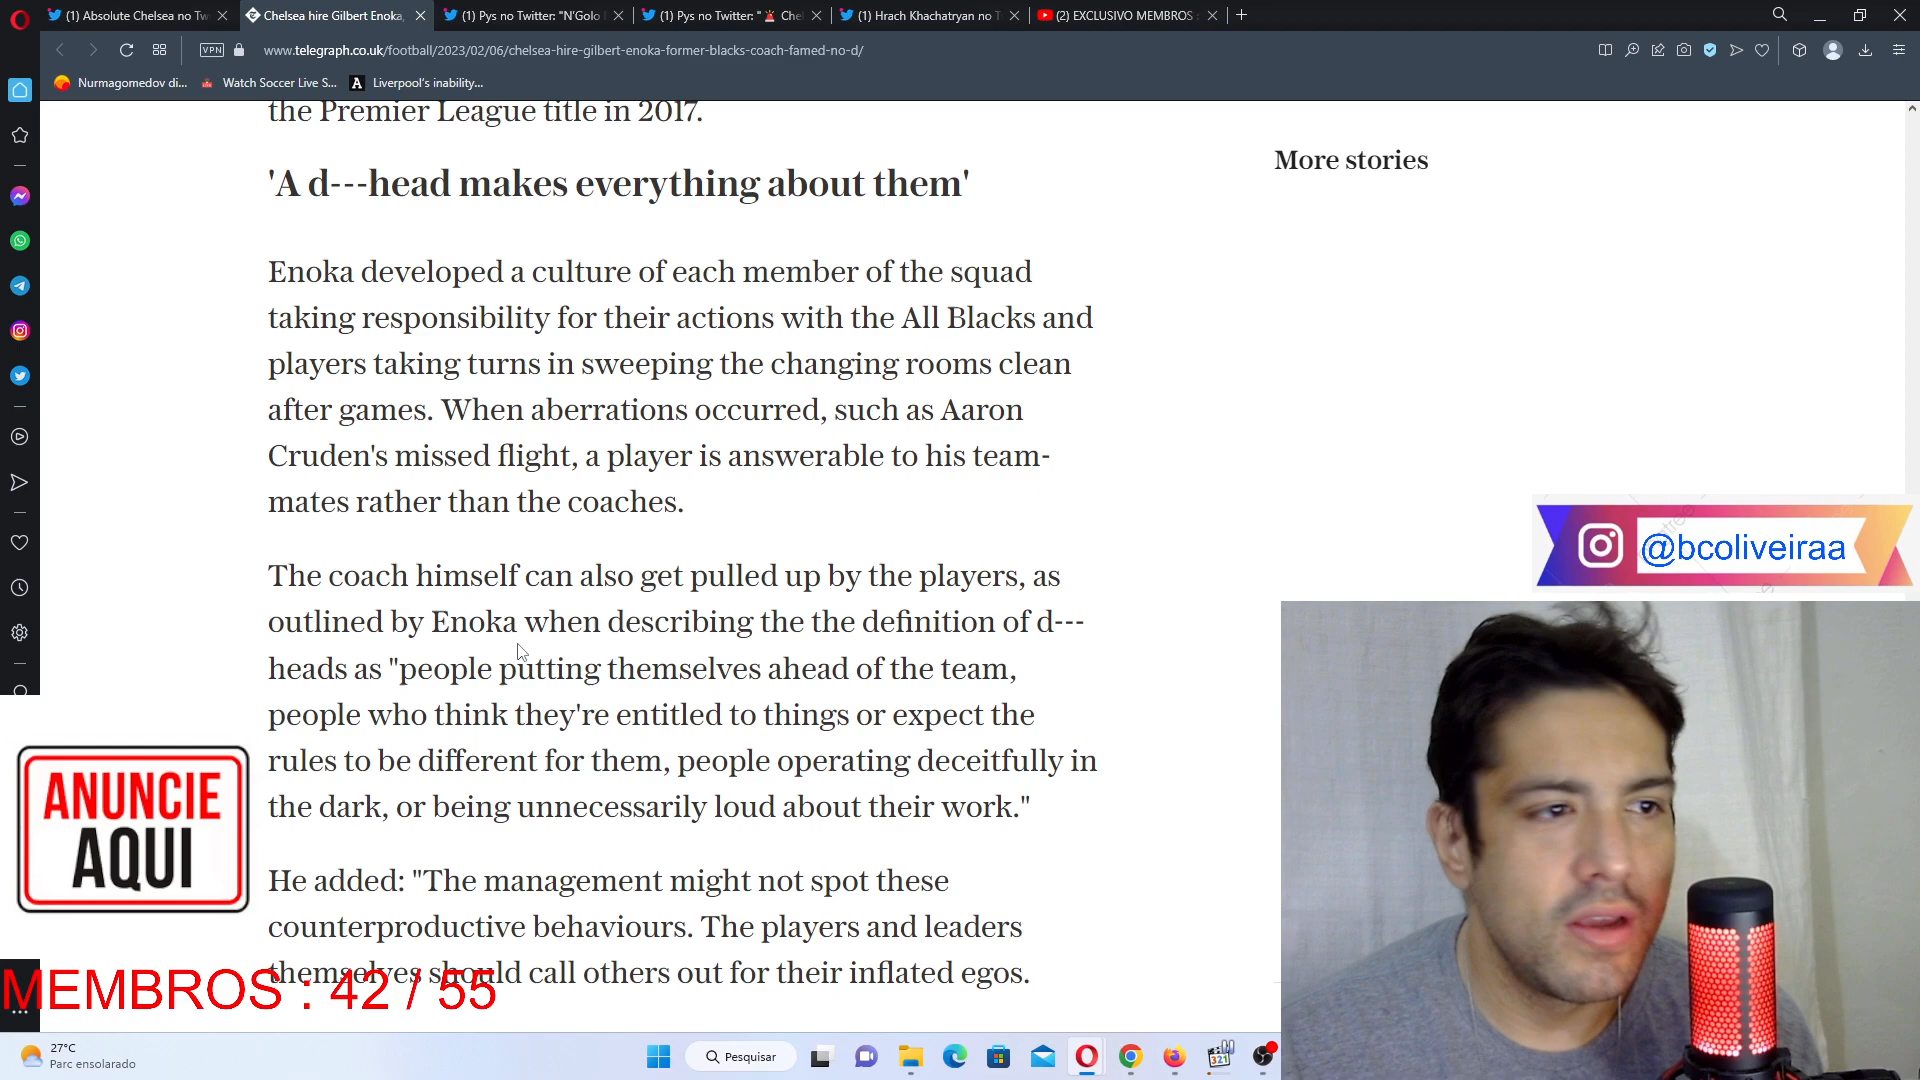 (1) Absolute Chelsea no Tw
Chelsea hire Gilbert Enoka,
(1) Pys no Twitter: "N'Golo
(1) Pys no Twitter: " Che
(1) Hrach Khachatryan no T
(2) EXCLUSIVO MEMBROS
VPN
www.telegraph.co.uk/football/2023/02/06/chelsea-hire-gilbert-enoka-former-blacks-coach-famed-no-d/
Nurmagomedov di...
Watch Soccer Live S...
A
Liverpool's inability...
the Premier League title in 2017.
'A d---head makes everything about them'
More stories
Enoka developed a culture of each member of the squad
taking responsibility for their actions with the All Blacks and
players taking turns in sweeping the changing rooms clean
after games. When aberrations occurred, such as Aaron
Cruden's missed flight, a player is answerable to his team-
mates rather than the coaches.
@bcoliveiraa
The coach himself can also get pulled up by the players, as
outlined by Enoka when describing the the definition of d---
heads as "people putting themselves ahead of the team,
people who think they're entitled to things or expect the
rules to be different for them, people operating deceitfully in
the dark, or being unnecessarily loud about their work."
ANUNCIE
AQUI
He added: "The management might not spot these
counterproductive behaviours. The players and leaders
themselves should call others out for their inflated egos.
MEMBROS : 42 / 55
27°C
Parc ensolarado
Pesquisar
321